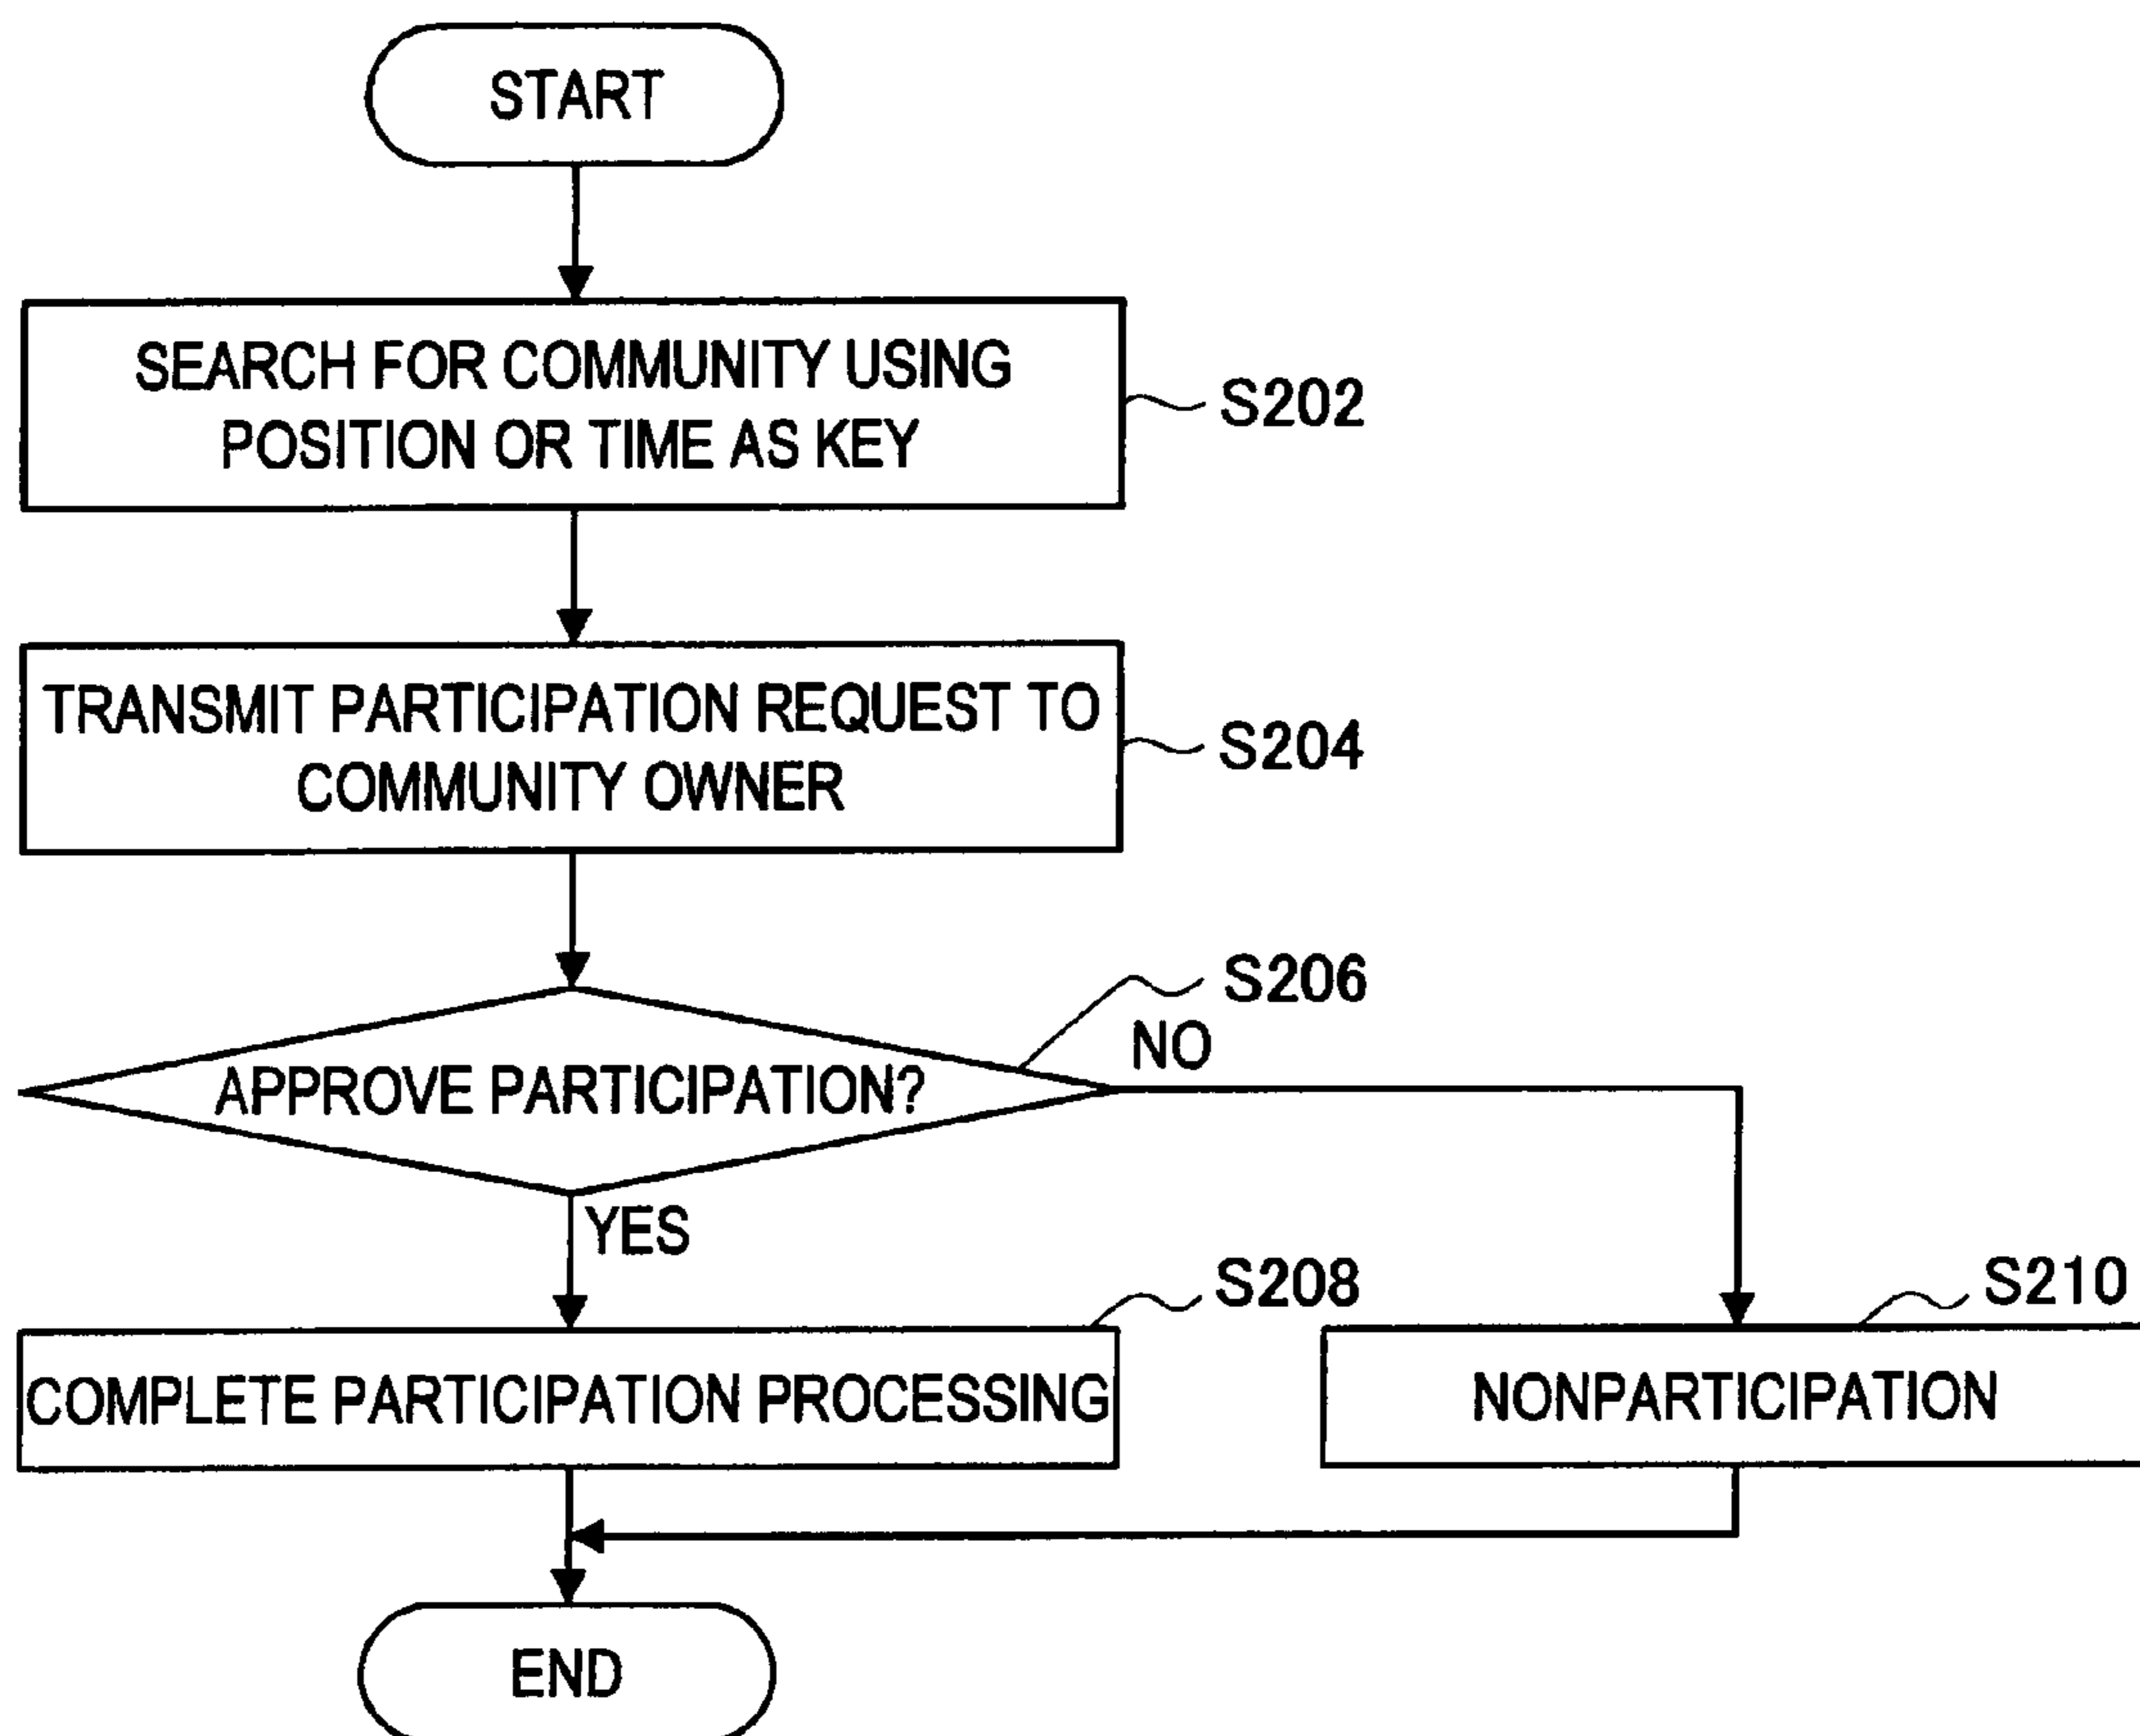 START
SEARCH FOR COMMUNITY USING
POSITION OR TIME AS KEY
S202
TRANSMIT PARTICIPATION REQUEST TO
COMMUNITY OWNER
S204
S206
NO
APPROVE PARTICIPATION?
YES
S208
S210
COMPLETE PARTICIPATION PROCESSING
NONPARTICIPATION
END